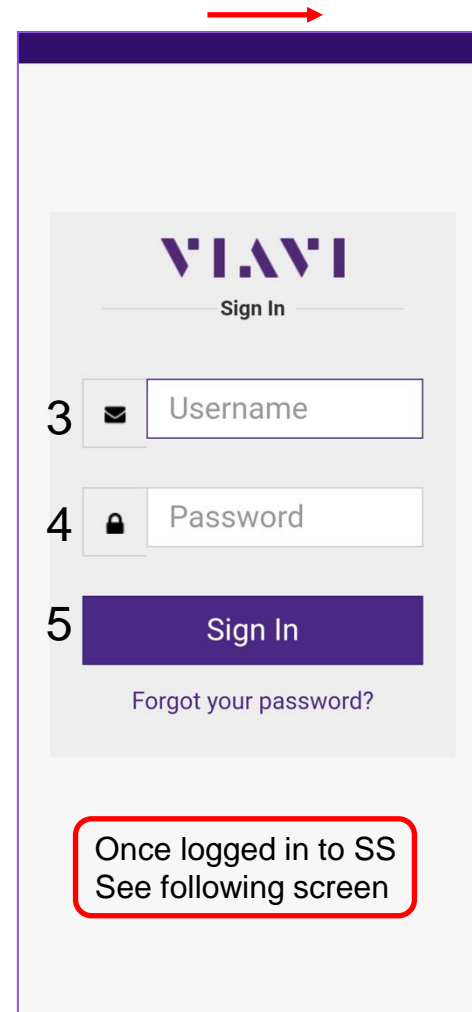 VIAVI
Sign In
3 Username
4 Password
5 Sign In
Forgot your password?
Once logged in to SS
See following screen